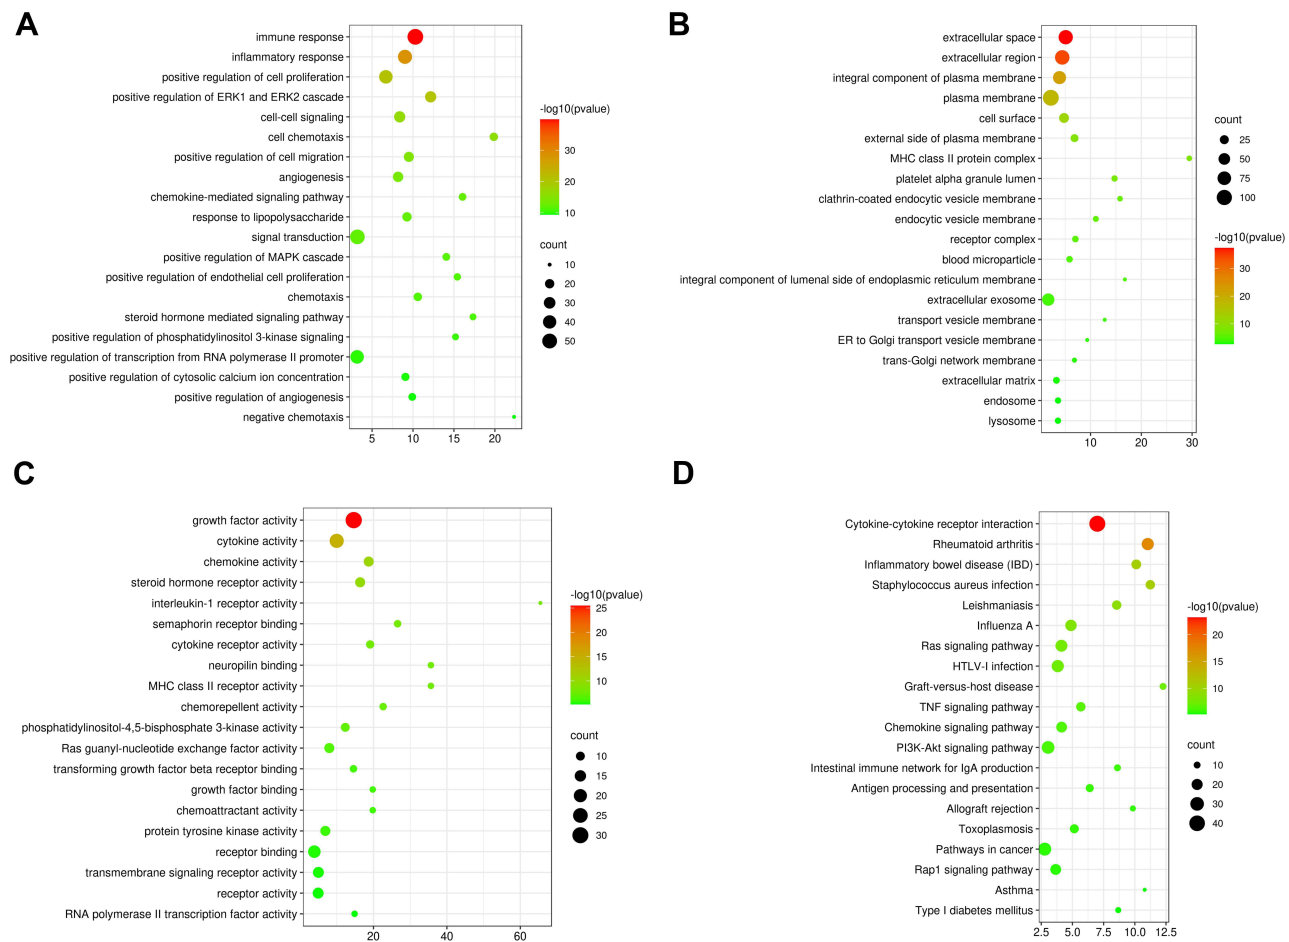 A
immune response
inflammatory response
positive regulation of cell proliferation
positive regulation of ERK1 and ERK2 cascade
cell-cell signaling
cell chemotaxis
positive regulation of cell migration
angiogenesis
chemokine-mediated signaling pathway
response to lipopolysaccharide
signal transduction
positive regulation of MAPK cascade
positive regulation of endothelial cell proliferation
chemotaxis
steroid hormone mediated signaling pathway
positive regulation of phosphatidylinositol 3-kinase signaling
positive regulation of transcription from RNA polymerase II promoter
positive regulation of cytosolic calcium ion concentration
positive regulation of angiogenesis
negative chemotaxis
5 10 15 20
-log10(pvalue)
30
20
10
count
10
20
30
40
50
B
extracellular space
extracellular region
integral component of plasma membrane
plasma membrane
cell surface
external side of plasma membrane
MHC class II protein complex
platelet alpha granule lumen
clathrin-coated endocytic vesicle membrane
endocytic vesicle membrane
receptor complex
blood microparticle
integral component of lumenal side of endoplasmic reticulum membrane
extracellular exosome
transport vesicle membrane
ER to Golgi transport vesicle membrane
trans-Golgi network membrane
extracellular matrix
endosome
lysosome
10 20 30
count
25
50
75
100
-log10(pvalue)
30
20
10
C
growth factor activity
cytokine activity
chemokine activity
steroid hormone receptor activity
interleukin-1 receptor activity
semaphorin receptor binding
cytokine receptor activity
neuropilin binding
MHC class II receptor activity
chemorepellent activity
phosphatidylinositol-4,5-bisphosphate 3-kinase activity
Ras guanyl-nucleotide exchange factor activity
transforming growth factor beta receptor binding
growth factor binding
chemoattractant activity
protein tyrosine kinase activity
receptor binding
transmembrane signaling receptor activity
receptor activity
RNA polymerase II transcription factor activity
20 40 60
-log10(pvalue)
25
20
15
10
count
10
15
20
25
30
D
Cytokine-cytokine receptor interaction
Rheumatoid arthritis
Inflammatory bowel disease (IBD)
Staphylococcus aureus infection
Leishmaniasis
Influenza A
Ras signaling pathway
HTLV-I infection
Graft-versus-host disease
TNF signaling pathway
Chemokine signaling pathway
PI3K-Akt signaling pathway
Intestinal immune network for IgA production
Antigen processing and presentation
Allograft rejection
Toxoplasmosis
Pathways in cancer
Rap1 signaling pathway
Asthma
Type I diabetes mellitus
2.5 5.0 7.5 10.0 12.5
-log10(pvalue)
20
15
10
count
10
20
30
40